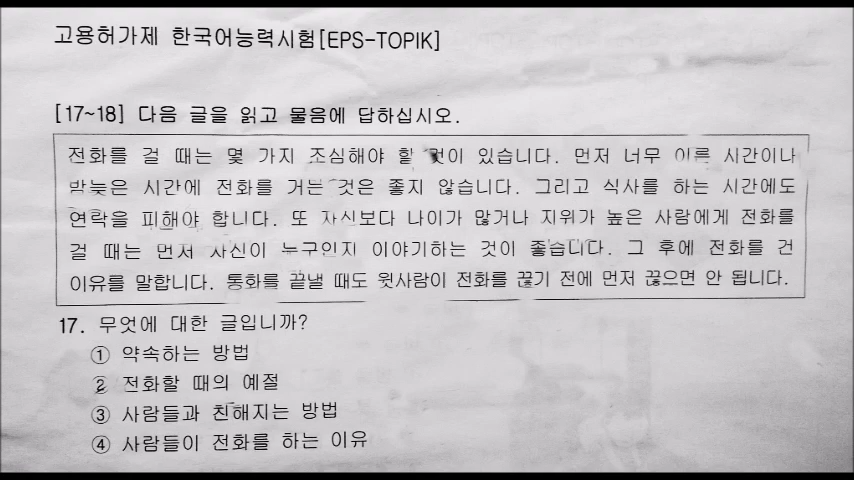 고용허가제 한국어능력시험[EPS-TOPIK]
[17~18] 다음 글을 읽고 물음에 답하십시오.
전화를 걸 때는 몇 가지 조심해야 할 것이 있습니다. 먼저 너무 이른 시간이나
밤늦은 시간에 전화를 거는 것은 좋지 않습니다. 그리고 식사를 하는 시간에도
연락을 피해야 합니다. 또 자신보다 나이가 많거나 지위가 높은 사람에게 전화를
걸 때는 먼저 자신이 누구인지 이야기하는 것이 좋습니다. 그 후에 전화를 건
이유를 말합니다. 통화를 끝낼 때도 윗사람이 전화를 끊기 전에 먼저 끊으면 안 됩니다.
17. 무엇에 대한 글입니까?
① 약속하는 방법
② 전화할 때의 예절
③ 사람들과 친해지는 방법
④ 사람들이 전화를 하는 이유